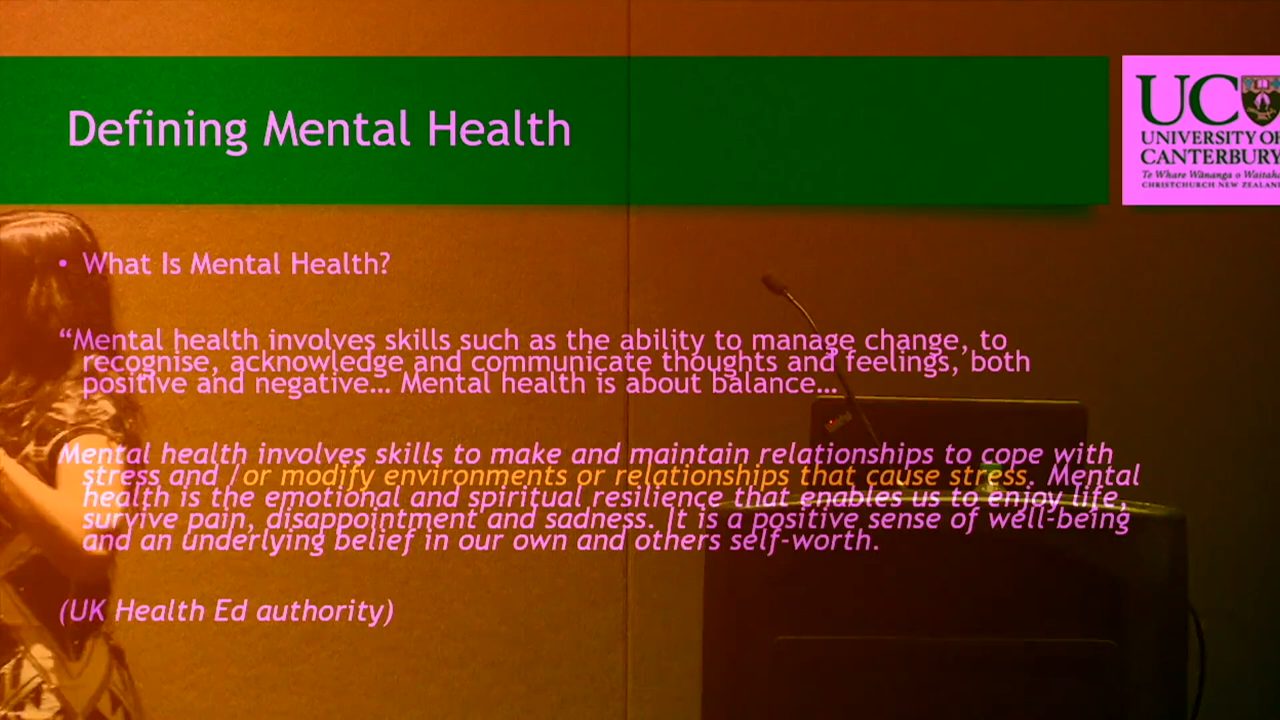 Defining Mental Health
UC
UNIVERSITY OF
CANTERBURY
Te Whare Wānanga o Waitaha
CHRISTCHURCH NEW ZEALAND
• What Is Mental Health?
“Mental health involves skills such as the ability to manage change, to
recognise, acknowledge and communicate thoughts and feelings, both
positive and negative… Mental health is about balance…
Mental health involves skills to make and maintain relationships to cope with
stress and /or modify environments or relationships that cause stress. Mental
health is the emotional and spiritual resilience that enables us to enjoy life,
survive pain, disappointment and sadness. It is a positive sense of well-being
and an underlying belief in our own and others self-worth.
(UK Health Ed authority)